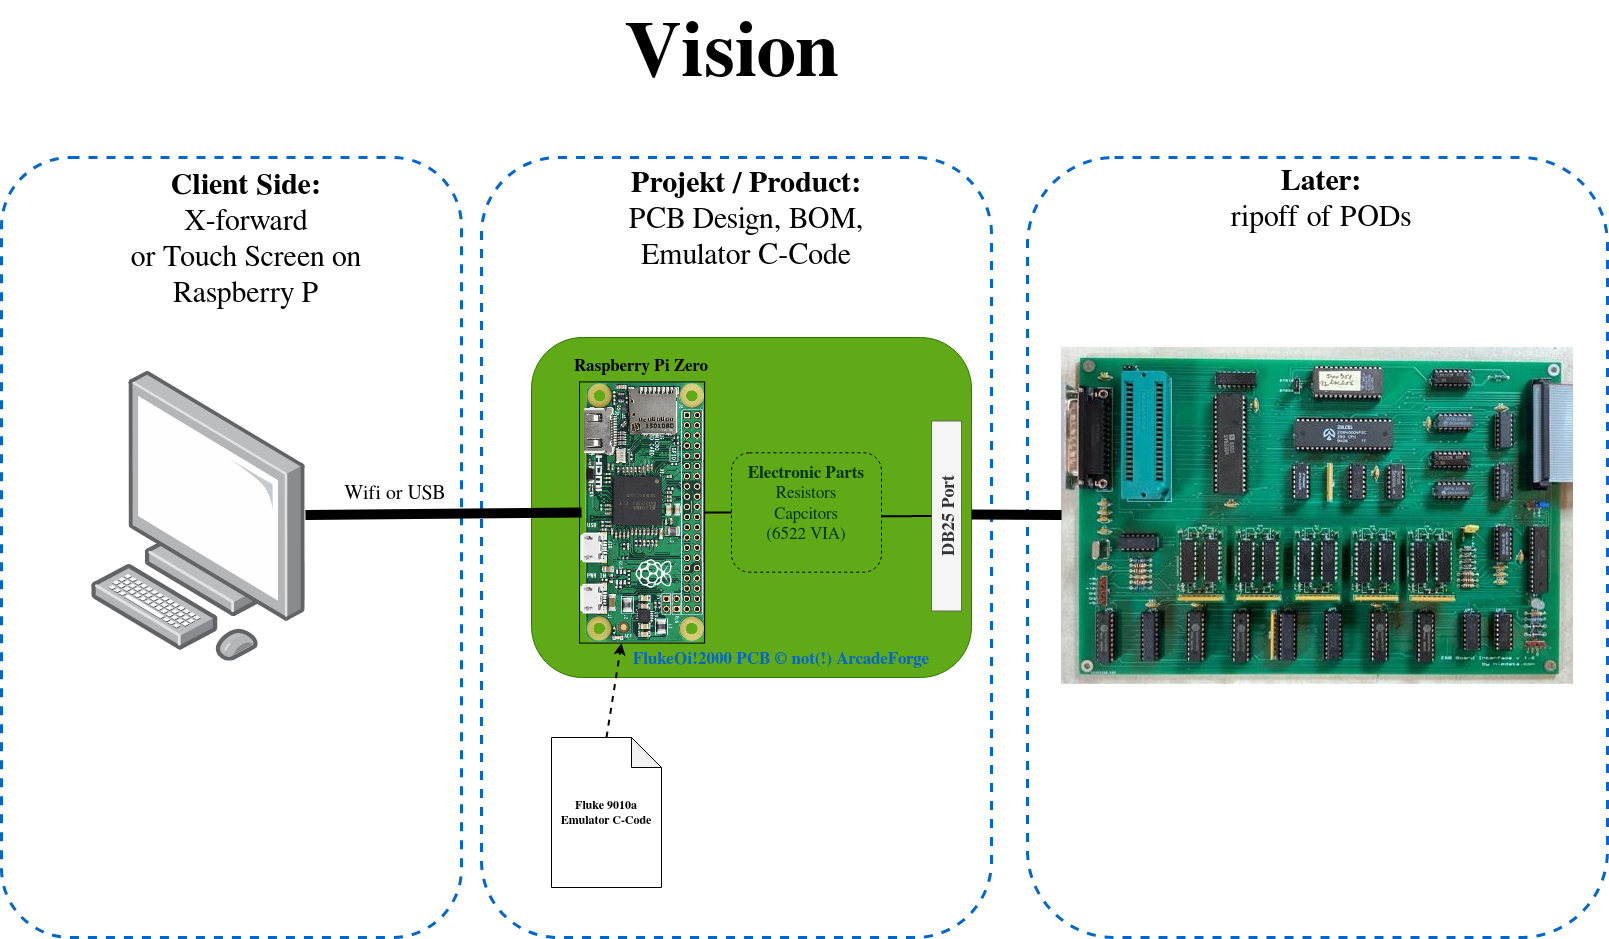 Vision
Client Side:
X-forward
or Touch Screen on
Raspberry P
Projekt / Product:
PCB Design, BOM,
Emulator C-Code
Later:
ripoff of PODs
Raspberry Pi Zero
Wifi or USB
Electronic Parts
Resistors
Capcitors
(6522 VIA)
DB25 Port
FlukeOi!2000 PCB © not(!) ArcadeForge
Fluke 9010a
Emulator C-Code
ZILOG